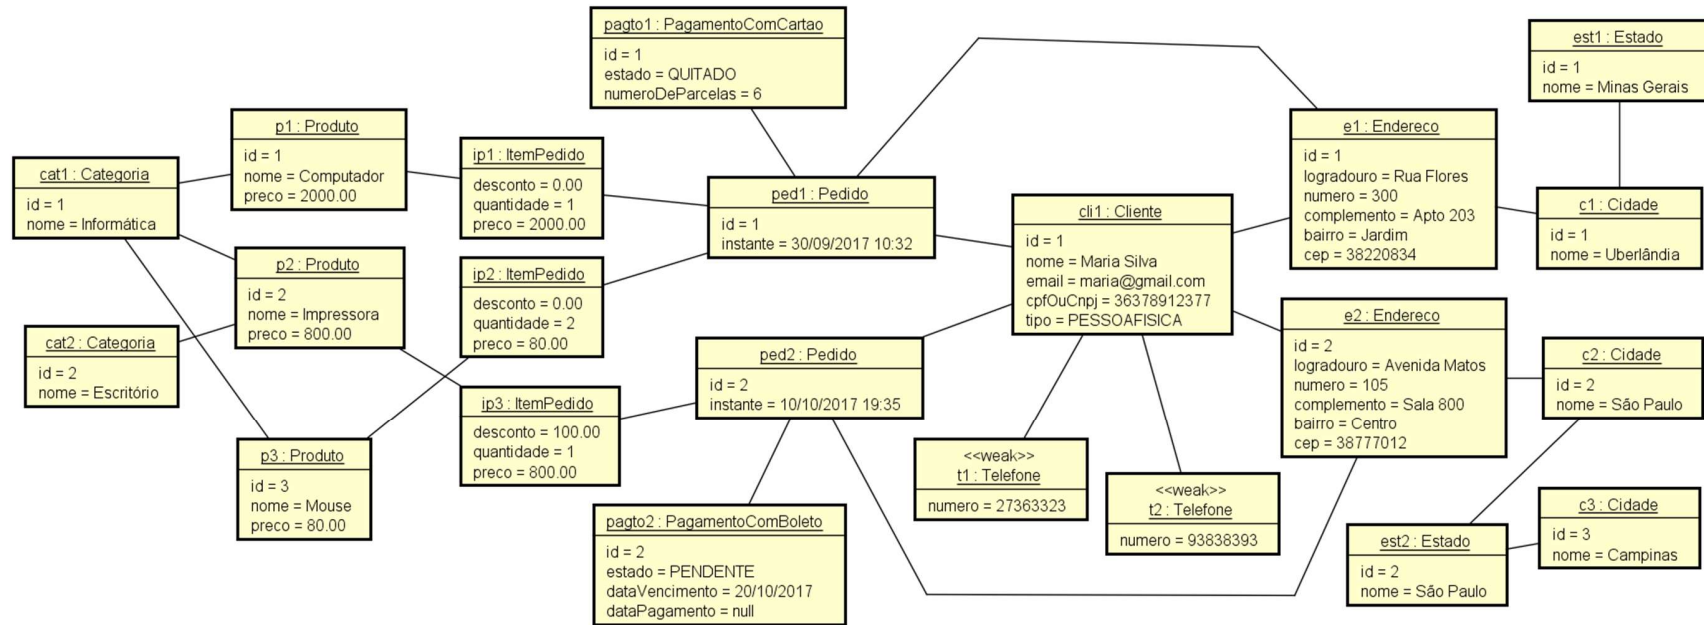 pagto1 : PagamentoComCartao
id = 1
estado = QUITADO
numeroDeParcelas = 6
est1 : Estado
id = 1
nome = Minas Gerais
p1 : Produto
id = 1
nome = Computador
preco = 2000.00
e1 : Endereco
id = 1
logradouro = Rua Flores
numero = 300
complemento = Apto 203
bairro = Jardim
cep = 38220834
ip1 : ItemPedido
desconto = 0.00
quantidade = 1
preco = 2000.00
cat1 : Categoria
id = 1
nome = Informática
ped1 : Pedido
id = 1
instante = 30/09/2017 10:32
cli1 : Cliente
id = 1
nome = Maria Silva
email = maria@gmail.com
cpfOuCnpj = 36378912377
tipo = PESSOAFISICA
c1 : Cidade
id = 1
nome = Uberlândia
p2 : Produto
id = 2
nome = Impressora
preco = 800.00
ip2 : ItemPedido
desconto = 0.00
quantidade = 2
preco = 80.00
e2 : Endereco
id = 2
logradouro = Avenida Matos
numero = 105
complemento = Sala 800
bairro = Centro
cep = 38777012
cat2 : Categoria
id = 2
nome = Escritório
ped2 : Pedido
id = 2
instante = 10/10/2017 19:35
c2 : Cidade
id = 2
nome = São Paulo
ip3 : ItemPedido
desconto = 100.00
quantidade = 1
preco = 800.00
p3 : Produto
id = 3
nome = Mouse
preco = 80.00
<<weak>>
t1 : Telefone
numero = 27363323
<<weak>>
t2 : Telefone
numero = 93838393
c3 : Cidade
id = 3
nome = Campinas
pagto2 : PagamentoComBoleto
id = 2
estado = PENDENTE
dataVencimento = 20/10/2017
dataPagamento = null
est2 : Estado
id = 2
nome = São Paulo